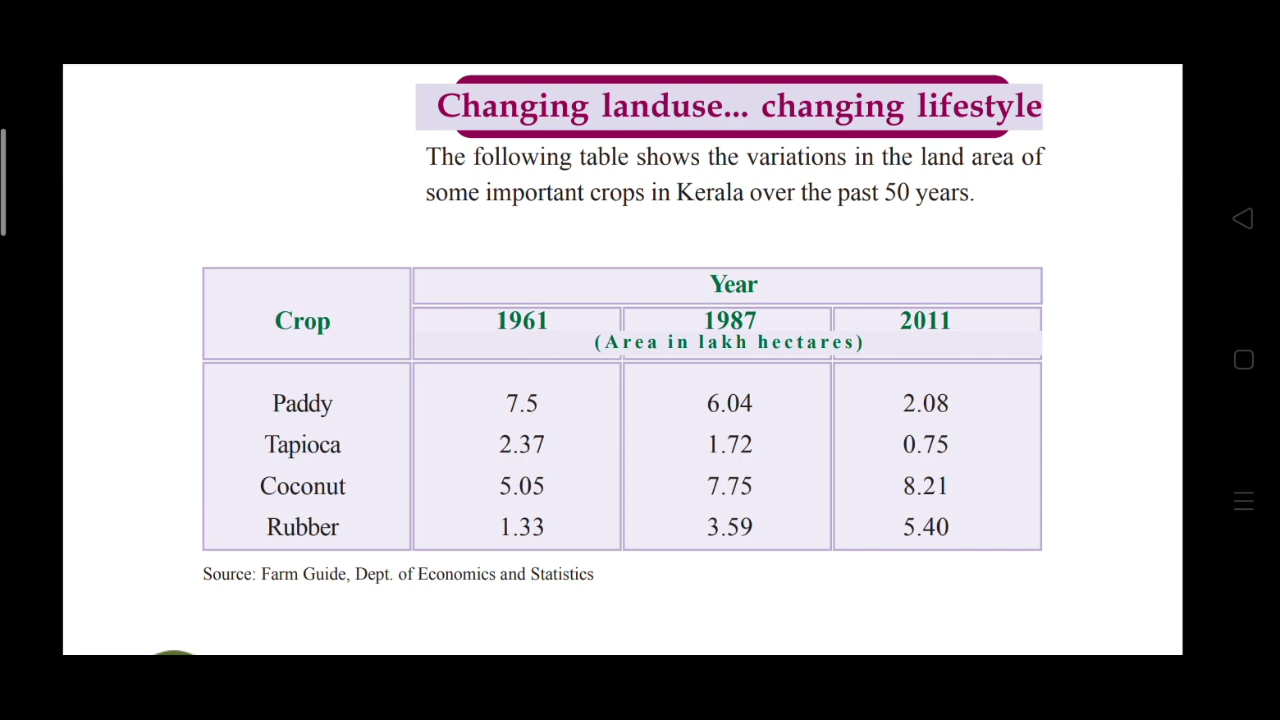 Changing landuse... changing lifestyle
The following table shows the variations in the land area of
some important crops in Kerala over the past 50 years.
Crop
Year
1961 1987 2011
(Area in lakh hectares)
Paddy 7.5 6.04 2.08
Tapioca 2.37 1.72 0.75
Coconut 5.05 7.75 8.21
Rubber 1.33 3.59 5.40
Source: Farm Guide, Dept. of Economics and Statistics